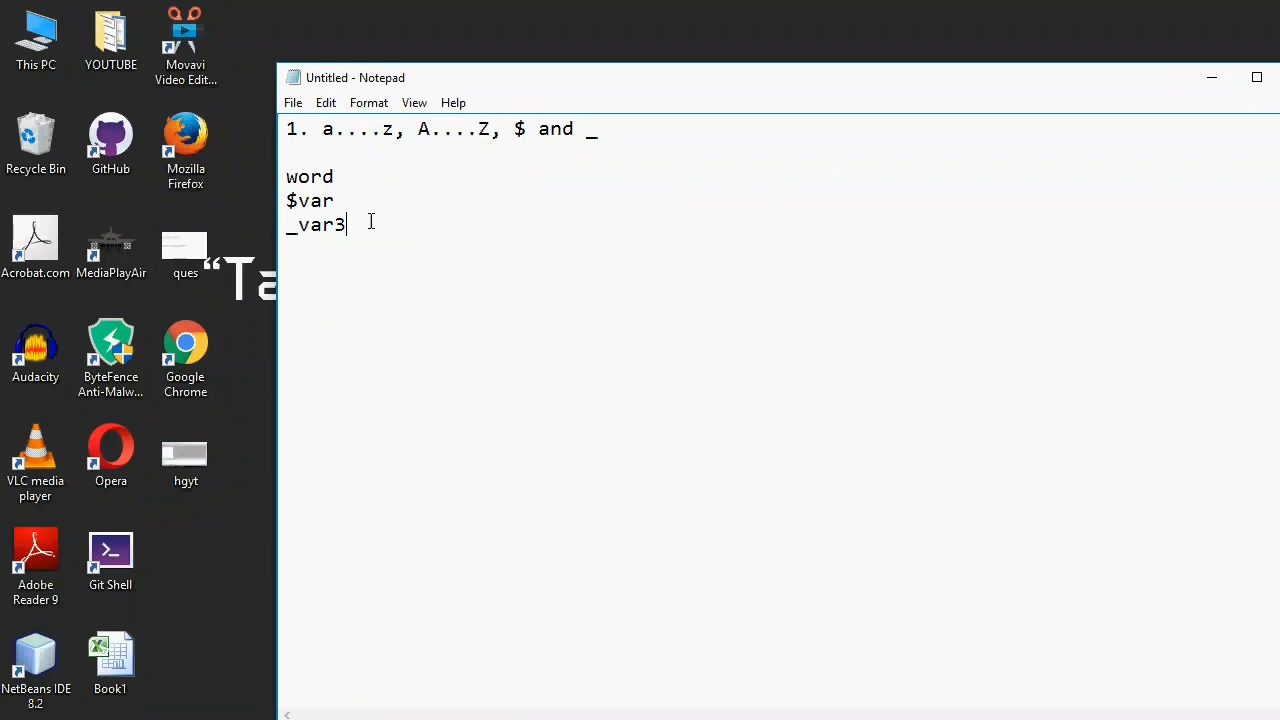 This PC
YOUTUBE
Movavi
Video Edit...
Recycle Bin
GitHub
Mozilla
Firefox
Acrobat.com
MediaPlayAir
ques
“Ta
Audacity
ByteFence
Anti-Malw...
Google
Chrome
VLC media
player
Opera
hgyt
Adobe
Reader 9
Git Shell
NetBeans IDE
8.2
Book1
Untitled - Notepad
File Edit Format View Help
1. a....z, A....Z, $ and _
word
$var
_var3